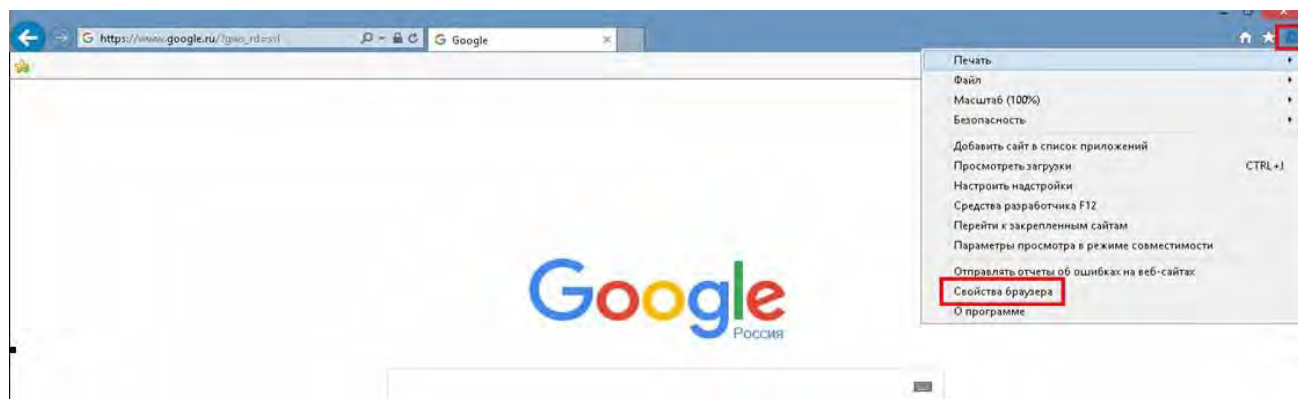 https://www.google.ru/?gws_rd=ssl
Google
Печать
Файл
Масштаб (100%)
Безопасность
Добавить сайт в список приложений
Просмотреть загрузки CTRL+J
Настроить надстройки
Средства разработчика F12
Перейти к закрепленным сайтам
Параметры просмотра в режиме совместимости
Отправлять отчеты об ошибках на веб-сайтах
Свойства браузера
О программе
Google
Россия